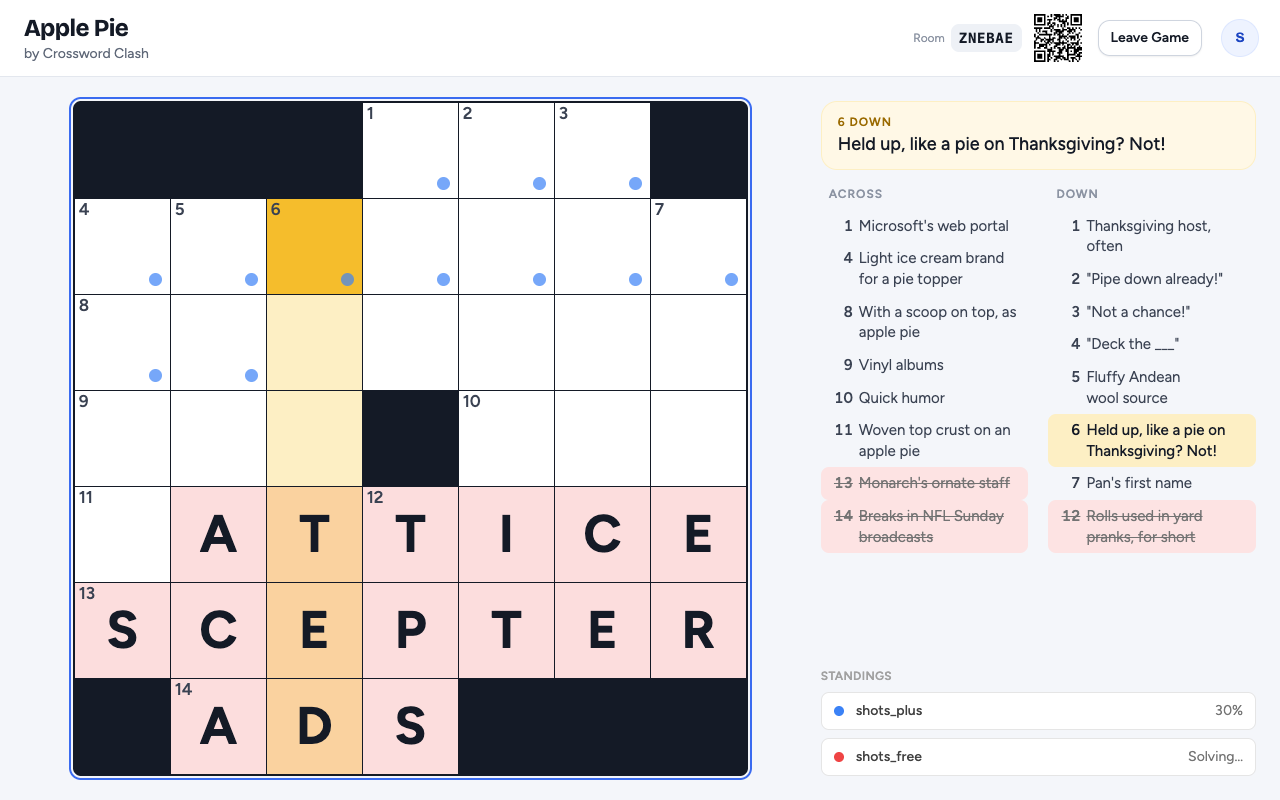 Apple Pie
by Crossword Clash
Room ZNEBAE
Leave Game
S
1 2 3
4 5 6 7
8
9 10
11 A T 12 T I C E
13 S C E P T E R
14 A D S
6 DOWN
Held up, like a pie on Thanksgiving? Not!
ACROSS
1 Microsoft's web portal
4 Light ice cream brand
for a pie topper
8 With a scoop on top, as
apple pie
9 Vinyl albums
10 Quick humor
11 Woven top crust on an
apple pie
13 Monarch's ornate staff
14 Breaks in NFL Sunday
broadcasts
DOWN
1 Thanksgiving host,
often
2 "Pipe down already!"
3 "Not a chance!"
4 "Deck the ___"
5 Fluffy Andean
wool source
6 Held up, like a pie on
Thanksgiving? Not!
7 Pan's first name
12 Rolls used in yard
pranks, for short
STANDINGS
shots_plus 30%
shots_free Solving...